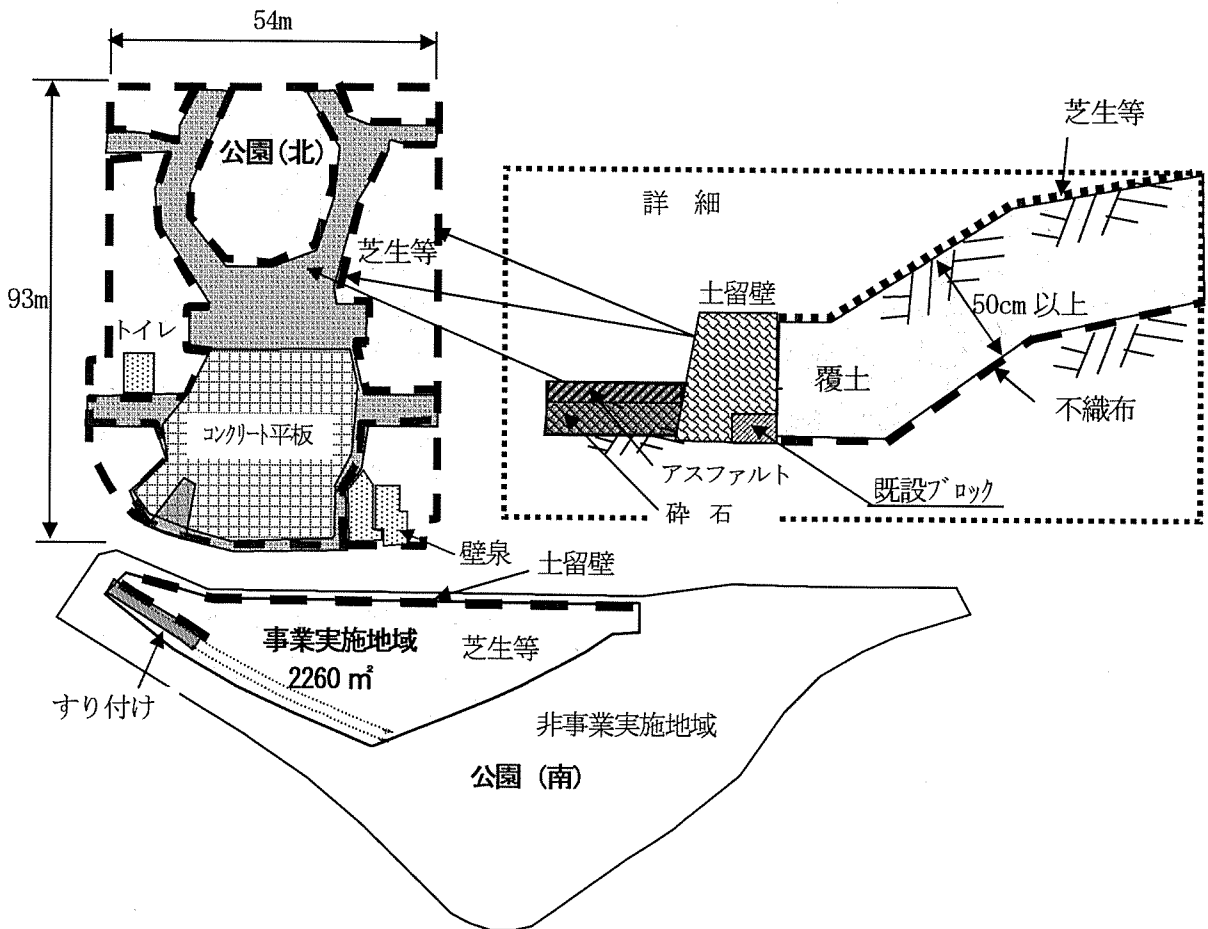 54m
93m
公園(北)
芝生等
トイレ
コンクリート平板
壁泉
詳 細
芝生等
土留壁
50cm 以上
覆土
不織布
アスファルト
既設ブロック
砕 石
土留壁
事業実施地域
2260 ㎡
芝生等
すり付け
非事業実施地域
公園 (南)